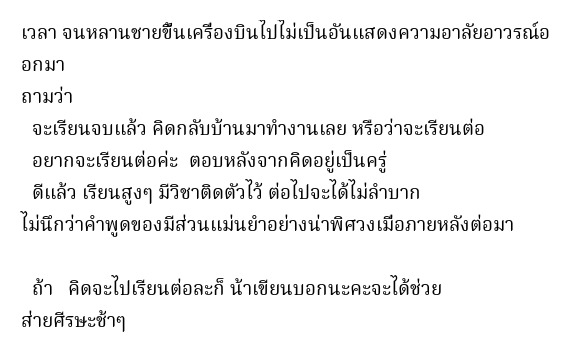 เวลา จนหลานชายขึ้นเครื่องบินไปไม่เป็นอันแสดงความอาลัยอาวรณ์อ
อกมา
ถามว่า
จะเรียนจบแล้ว คิดกลับบ้านมาทำงานเลย หรือว่าจะเรียนต่อ
อยากจะเรียนต่อค่ะ ตอบหลังจากคิดอยู่เป็นครู่
ดีแล้ว เรียนสูงๆ มีวิชาติดตัวไว้ ต่อไปจะได้ไม่ลำบาก
ไม่นึกว่าคำพูดของมีส่วนแม่นยำอย่างน่าพิศวงเมื่อภายหลังต่อมา
ถ้า คิดจะไปเรียนต่อละก็ น้าเขียนบอกนะคะจะได้ช่วย
ส่ายศีรษะช้าๆ